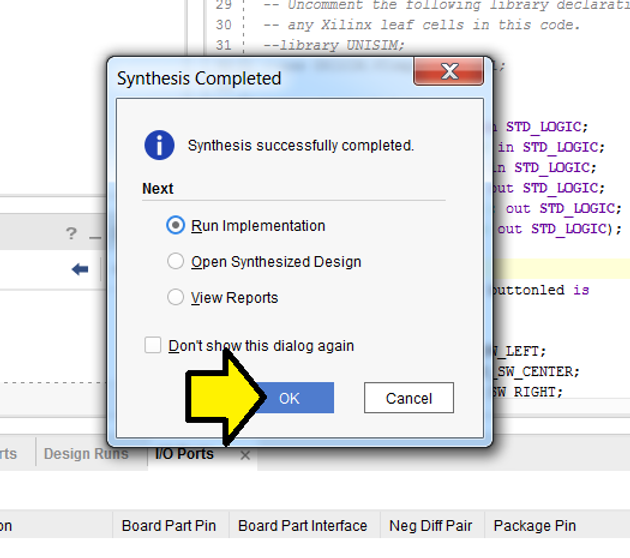 29 -- Uncomment the following library declarati
30 -- any Xilinx leaf cells in this code.
31 --library UNISIM;
Synthesis Completed
Synthesis successfully completed.
Next
Run Implementation
Open Synthesized Design
View Reports
Don't show this dialog again
OK Cancel
STD_LOGIC;
in STD_LOGIC;
in STD_LOGIC;
out STD_LOGIC;
out STD_LOGIC;
out STD_LOGIC);
buttonled is
_LEFT;
_SW_CENTER;
SW_RIGHT;
?
rts Design Runs I/O Ports
on Board Part Pin Board Part Interface Neg Diff Pair Package Pin